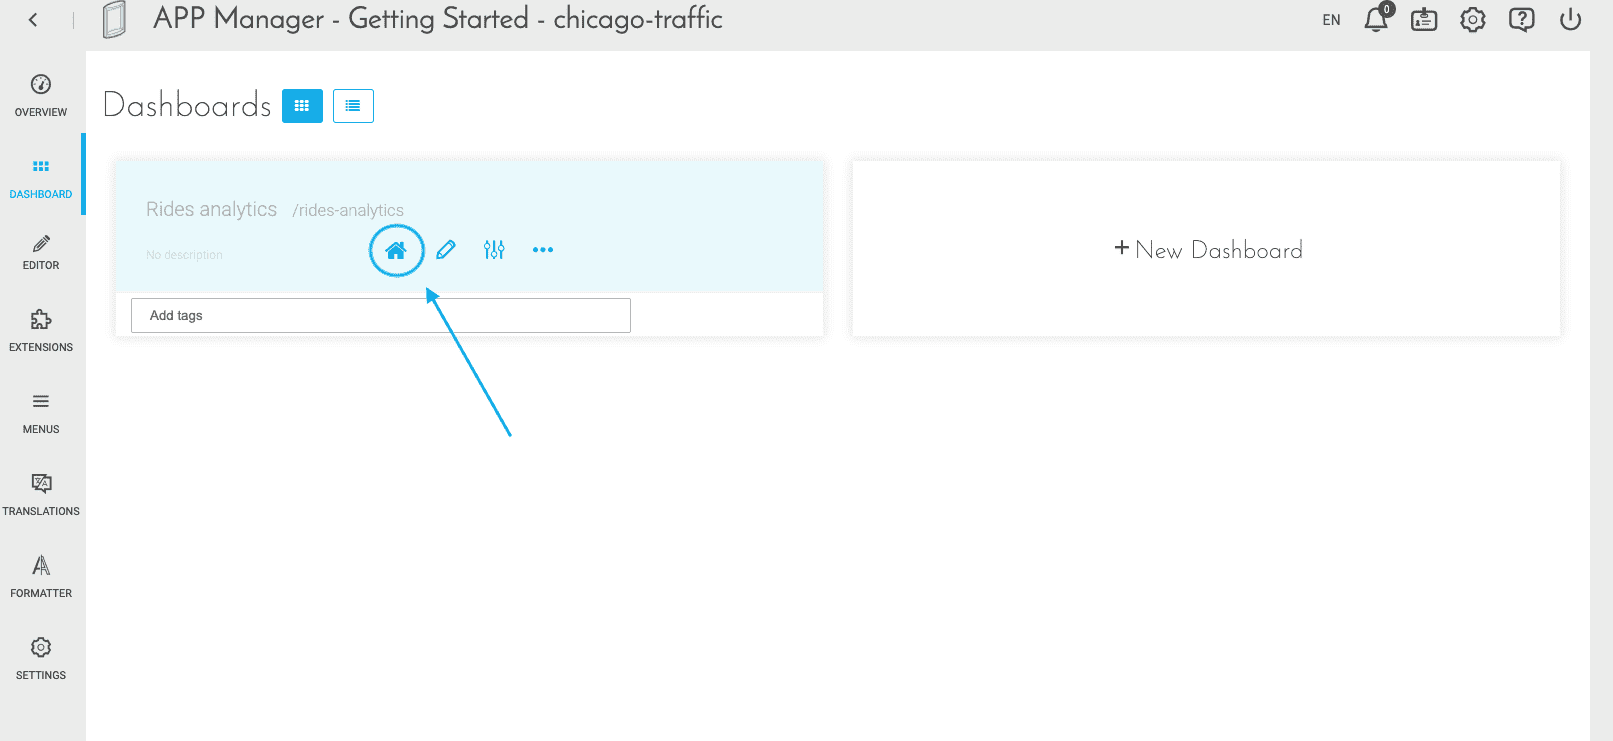 APP Manager - Getting Started - chicago-traffic
EN
0
OVERVIEW
DASHBOARD
EDITOR
EXTENSIONS
MENUS
TRANSLATIONS
FORMATTER
SETTINGS
Dashboards
Rides analytics /rides-analytics
No description
Add tags
+ New Dashboard